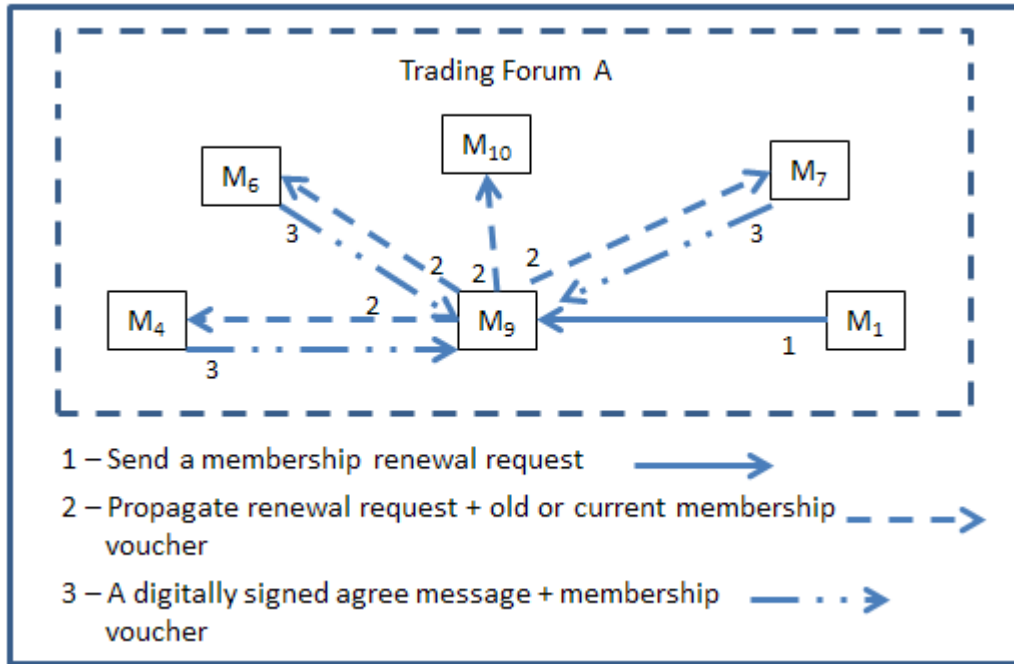 Trading Forum A
M₁₀
M₆
M₇
3
3
2
2
2
M₄
2
M₉
M₁
3
1
1 – Send a membership renewal request
2 – Propagate renewal request + old or current membership
voucher
3 – A digitally signed agree message + membership
voucher